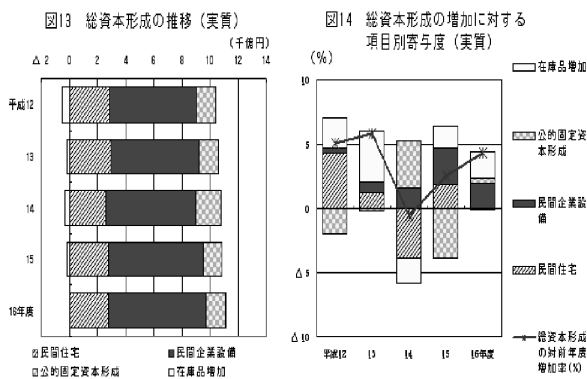 図13 総資本形成の推移（実質）
（千億円）
△ 2 0 2 4 6 8 10 12 14
平成12
13
14
15
16年度
民間住宅 民間企業設備
公的固定資本形成 在庫品増加
図14 総資本形成の増加に対する
項目別寄与度（実質）
（%）
10
5
0
△ 5
△ 10
平成12 13 14 15 16年度
在庫品増加
公的固定資
本形成
民間企業設
備
民間住宅
総資本形成
の対前年度
増加率(%)